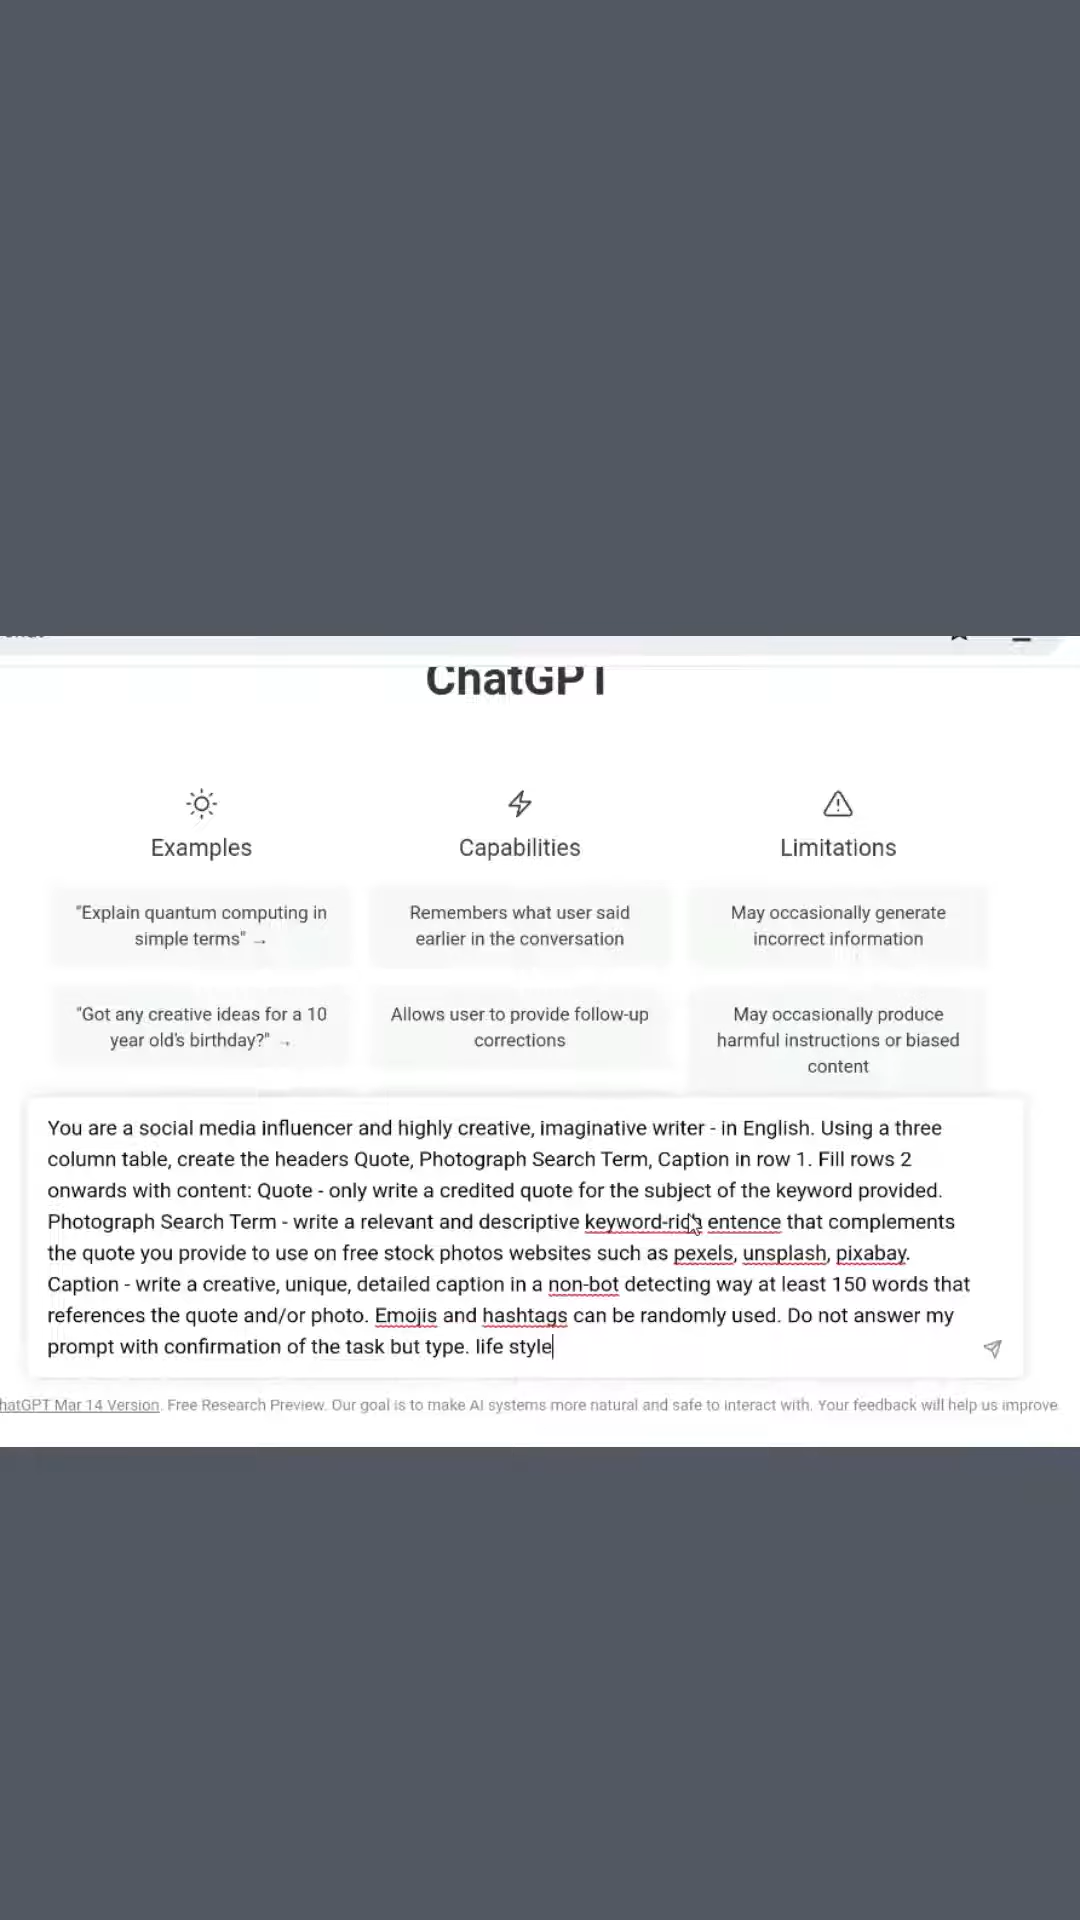 ChatGPT
Examples
Capabilities
Limitations
"Explain quantum computing in
simple terms" →
Remembers what user said
earlier in the conversation
May occasionally generate
incorrect information
"Got any creative ideas for a 10
year old's birthday?" →
Allows user to provide follow-up
corrections
May occasionally produce
harmful instructions or biased
content
You are a social media influencer and highly creative, imaginative writer - in English. Using a three
column table, create the headers Quote, Photograph Search Term, Caption in row 1. Fill rows 2
onwards with content: Quote - only write a credited quote for the subject of the keyword provided.
Photograph Search Term - write a relevant and descriptive keyword-rich entence that complements
the quote you provide to use on free stock photos websites such as pexels, unsplash, pixabay.
Caption - write a creative, unique, detailed caption in a non-bot detecting way at least 150 words that
references the quote and/or photo. Emojis and hashtags can be randomly used. Do not answer my
prompt with confirmation of the task but type. life style
hatGPT Mar 14 Version. Free Research Preview. Our goal is to make AI systems more natural and safe to interact with. Your feedback will help us improve